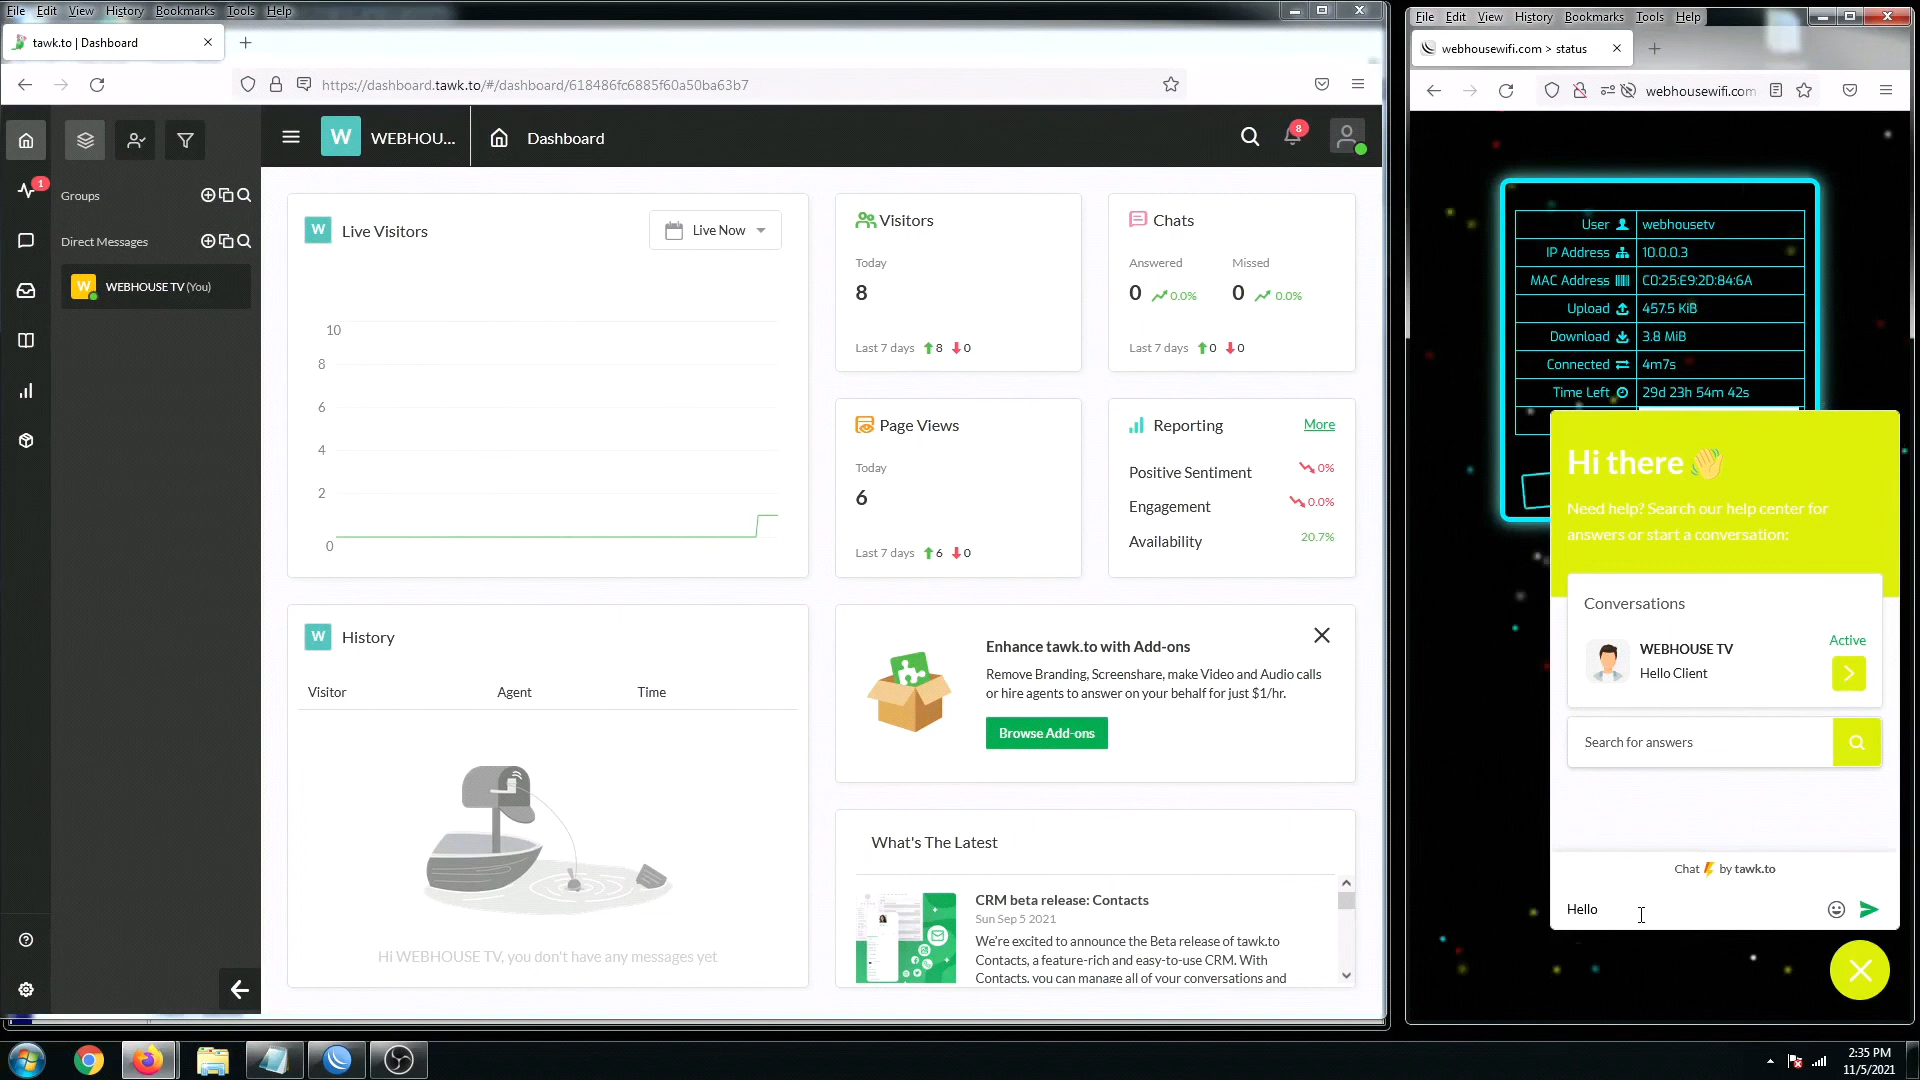 File Edit View History Bookmarks Tools Help
tawk.to | Dashboard
https://dashboard.tawk.to/#/dashboard/618486fc6885f60a50ba63b7
W WEBHOU... Dashboard
8
1
Groups
Direct Messages
W WEBHOUSE TV (You)
W Live Visitors
Live Now
10
8
6
4
2
0
Visitors
Today
8
Last 7 days 8 0
Chats
Answered Missed
0 0.0% 0 0.0%
Last 7 days 0 0
Page Views
Today
6
Last 7 days 6 0
Reporting More
Positive Sentiment 0%
Engagement 0.0%
Availability 20.7%
W History
Visitor Agent Time
Hi WEBHOUSE TV, you don't have any messages yet
Enhance tawk.to with Add-ons
Remove Branding, Screenshare, make Video and Audio calls
or hire agents to answer on your behalf for just $1/hr.
Browse Add-ons
What's The Latest
CRM beta release: Contacts
Sun Sep 5 2021
We're excited to announce the Beta release of tawk.to
Contacts, a feature-rich and easy-to-use CRM. With
Contacts, you can manage all of your conversations and
File Edit View History Bookmarks Tools Help
webhousewifi.com > status
webhousewifi.com
User webhousetv
IP Address 10.0.0.3
MAC Address C0:25:E9:2D:84:6A
Upload 457.5 KiB
Download 3.8 MiB
Connected 4m7s
Time Left 29d 23h 54m 42s
Hi there
Need help? Search our help center for
answers or start a conversation:
Conversations
WEBHOUSE TV Active
Hello Client
Search for answers
Chat by tawk.to
Hello
2:35 PM
11/5/2021